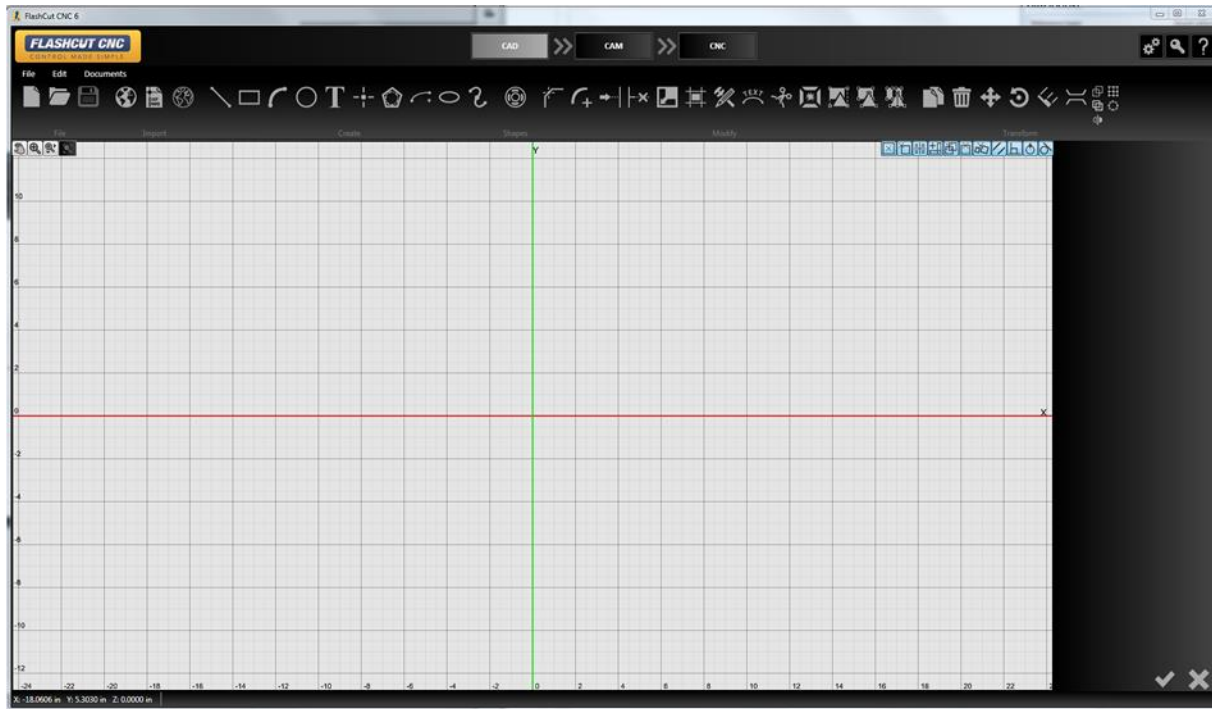 FlashCut CNC 6
FLASHCUT CNC
CONTROL MADE SIMPLE
CAD
CAM
CNC
?
File Edit Documents
T
TEXT
File Import Create Shapes Modify Transform
Y
10
8
6
4
2
0
X
-2
-4
-6
-8
-10
-12
-24 -22 -20 -18 -16 -14 -12 -10 -8 -6 -4 -2 0 2 4 6 8 10 12 14 16 18 20 22
X: -18.0606 in Y: 5.3030 in Z: 0.0000 in